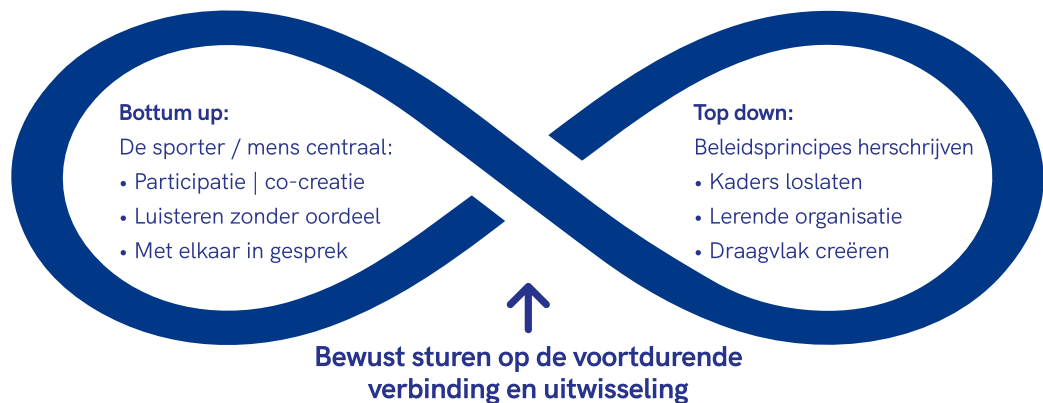 Bottum up:
De sporter / mens centraal:
• Participatie | co-creatie
• Luisteren zonder oordeel
• Met elkaar in gesprek
Top down:
Beleidsprincipes herschrijven
• Kaders loslaten
• Lerende organisatie
• Draagvlak creëren
Bewust sturen op de voortdurende
verbinding en uitwisseling